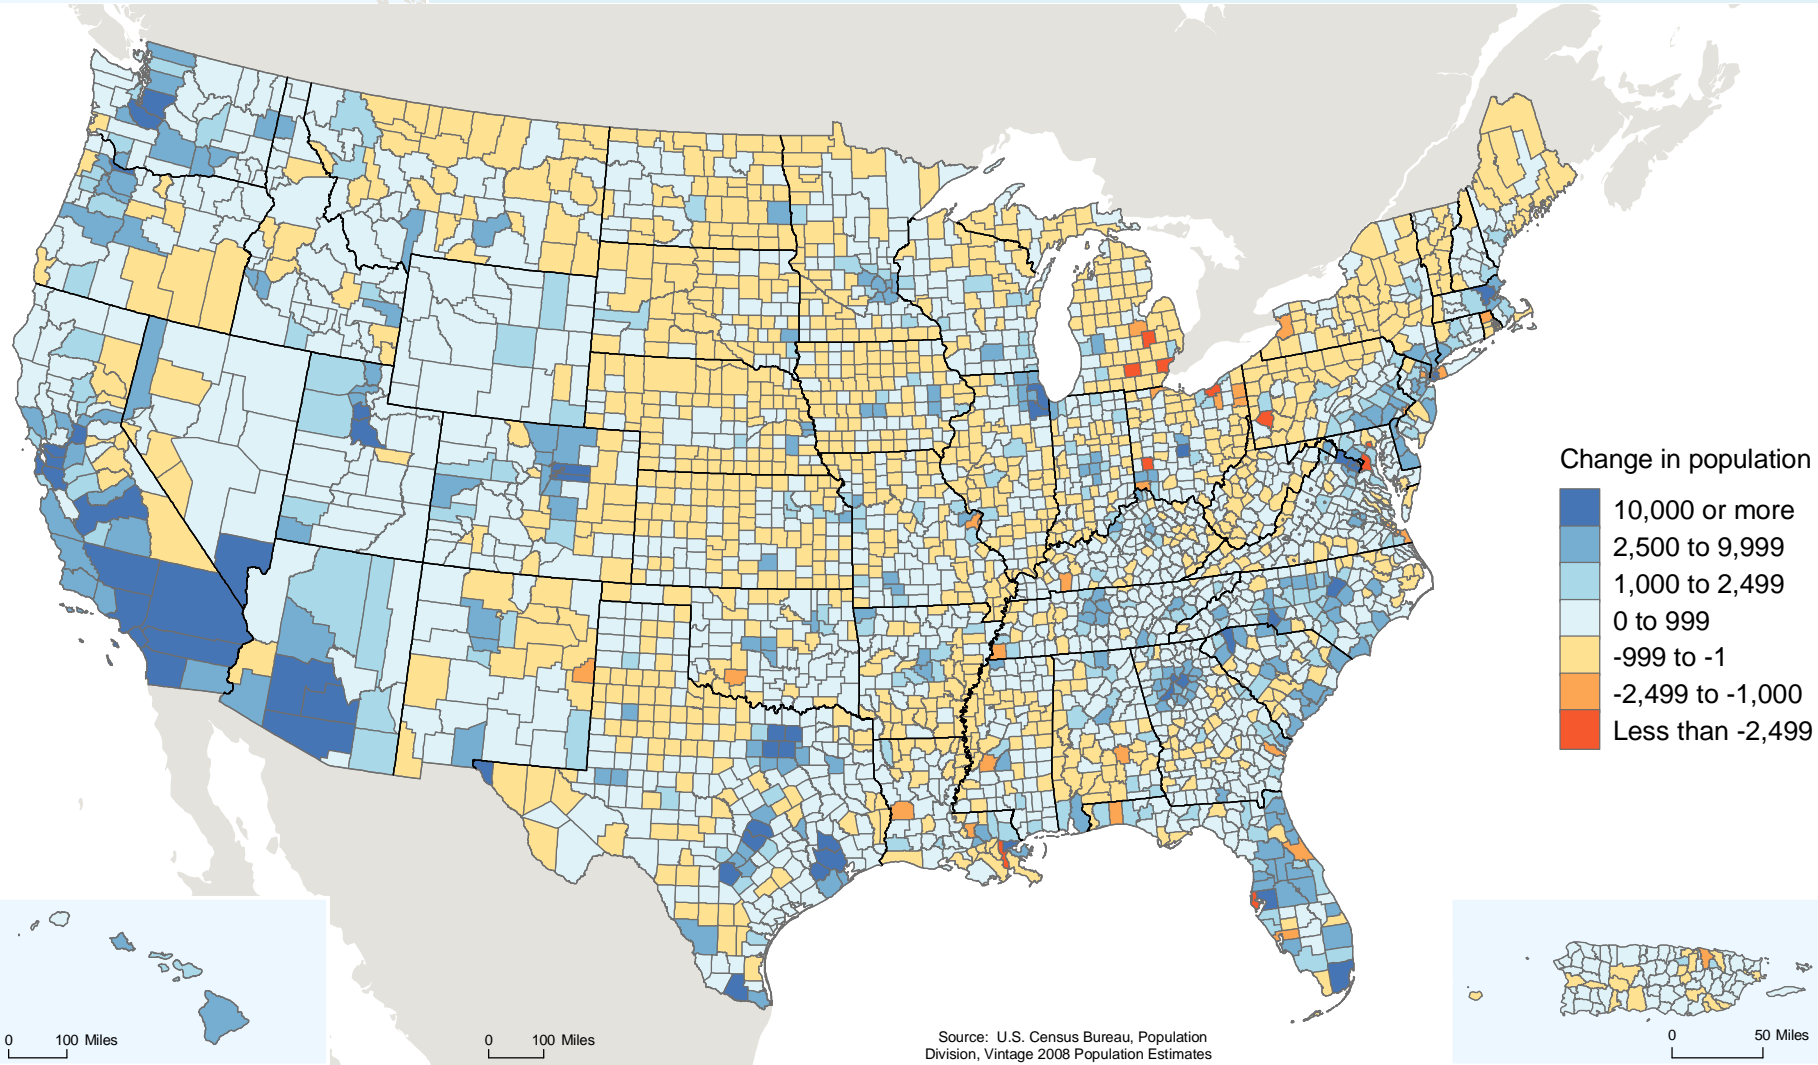 Change in population
10,000 or more
2,500 to 9,999
1,000 to 2,499
0 to 999
-999 to -1
-2,499 to -1,000
Less than -2,499
0 100 Miles
0 100 Miles
Source: U.S. Census Bureau, Population
Division, Vintage 2008 Population Estimates
0 50 Miles